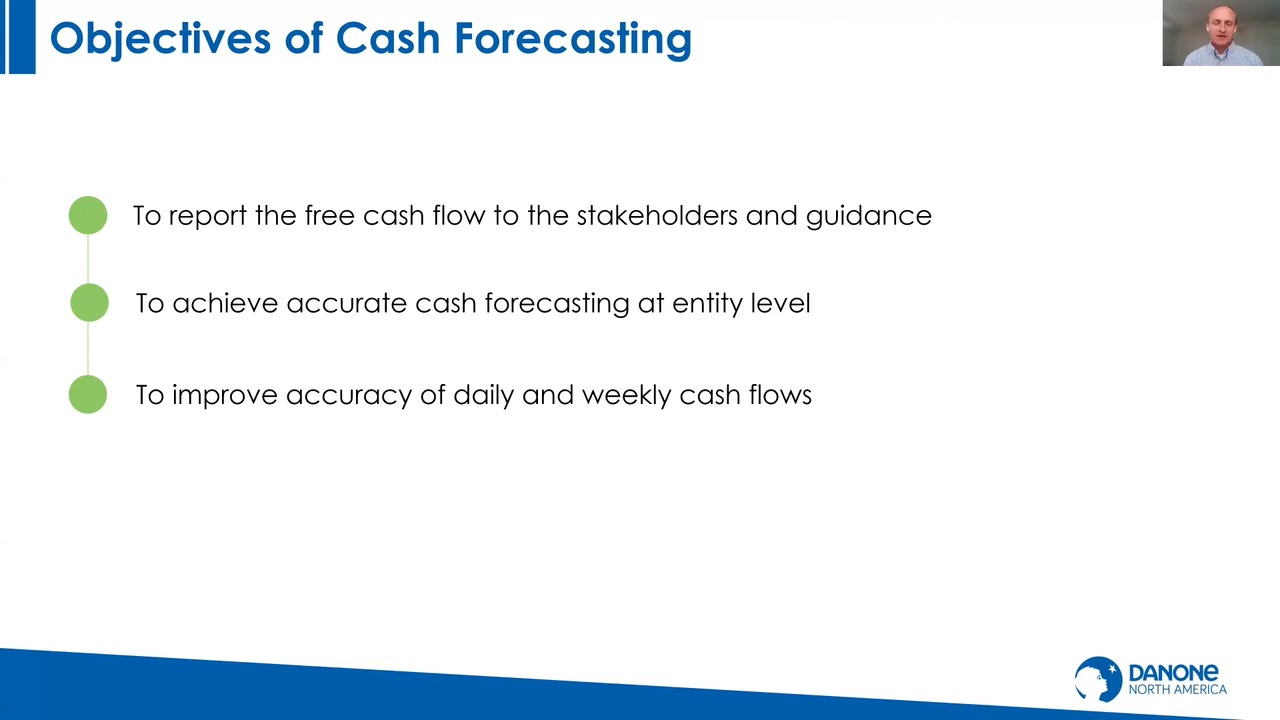 Objectives of Cash Forecasting
To report the free cash flow to the stakeholders and guidance
To achieve accurate cash forecasting at entity level
To improve accuracy of daily and weekly cash flows
DANONE
NORTH AMERICA